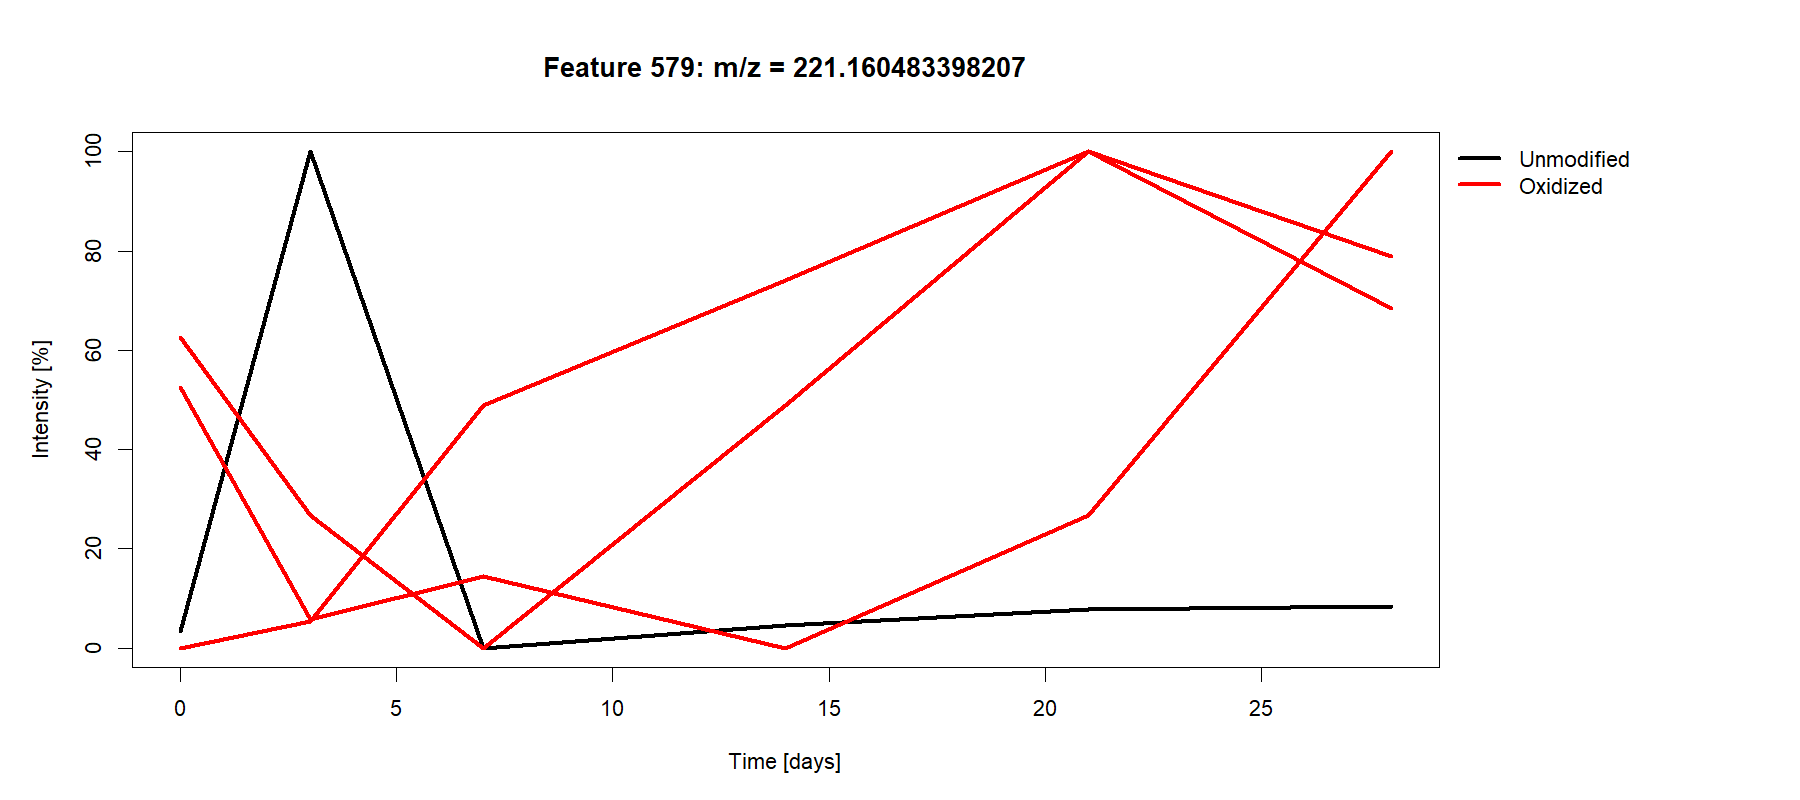 Feature 579: m/z = 221.160483398207
Unmodified
Oxidized
Intensity [%]
100
80
60
40
20
0
0 5 10 15 20 25
Time [days]